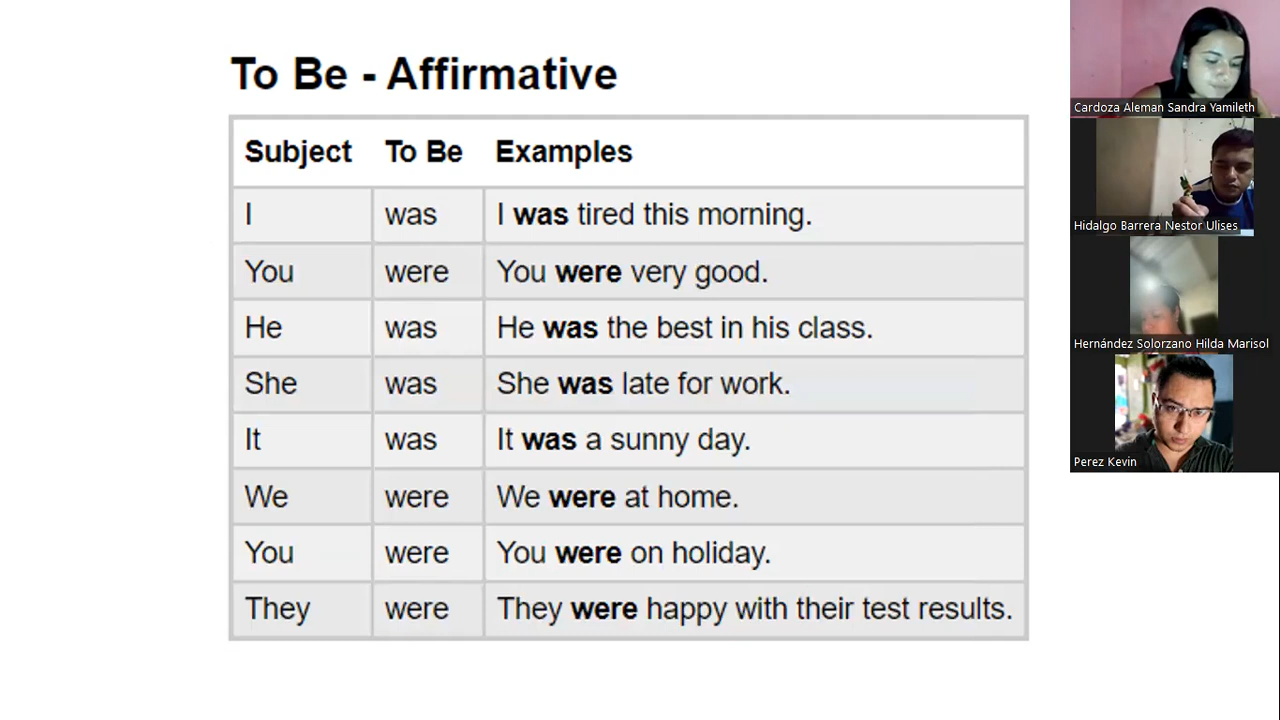 To Be - Affirmative
Subject To Be Examples
I was I was tired this morning.
You were You were very good.
He was He was the best in his class.
She was She was late for work.
It was It was a sunny day.
We were We were at home.
You were You were on holiday.
They were They were happy with their test results.
Cardoza Aleman Sandra Yamileth
Hidalgo Barrera Nestor Ulises
Hernández Solorzano Hilda Marisol
Perez Kevin